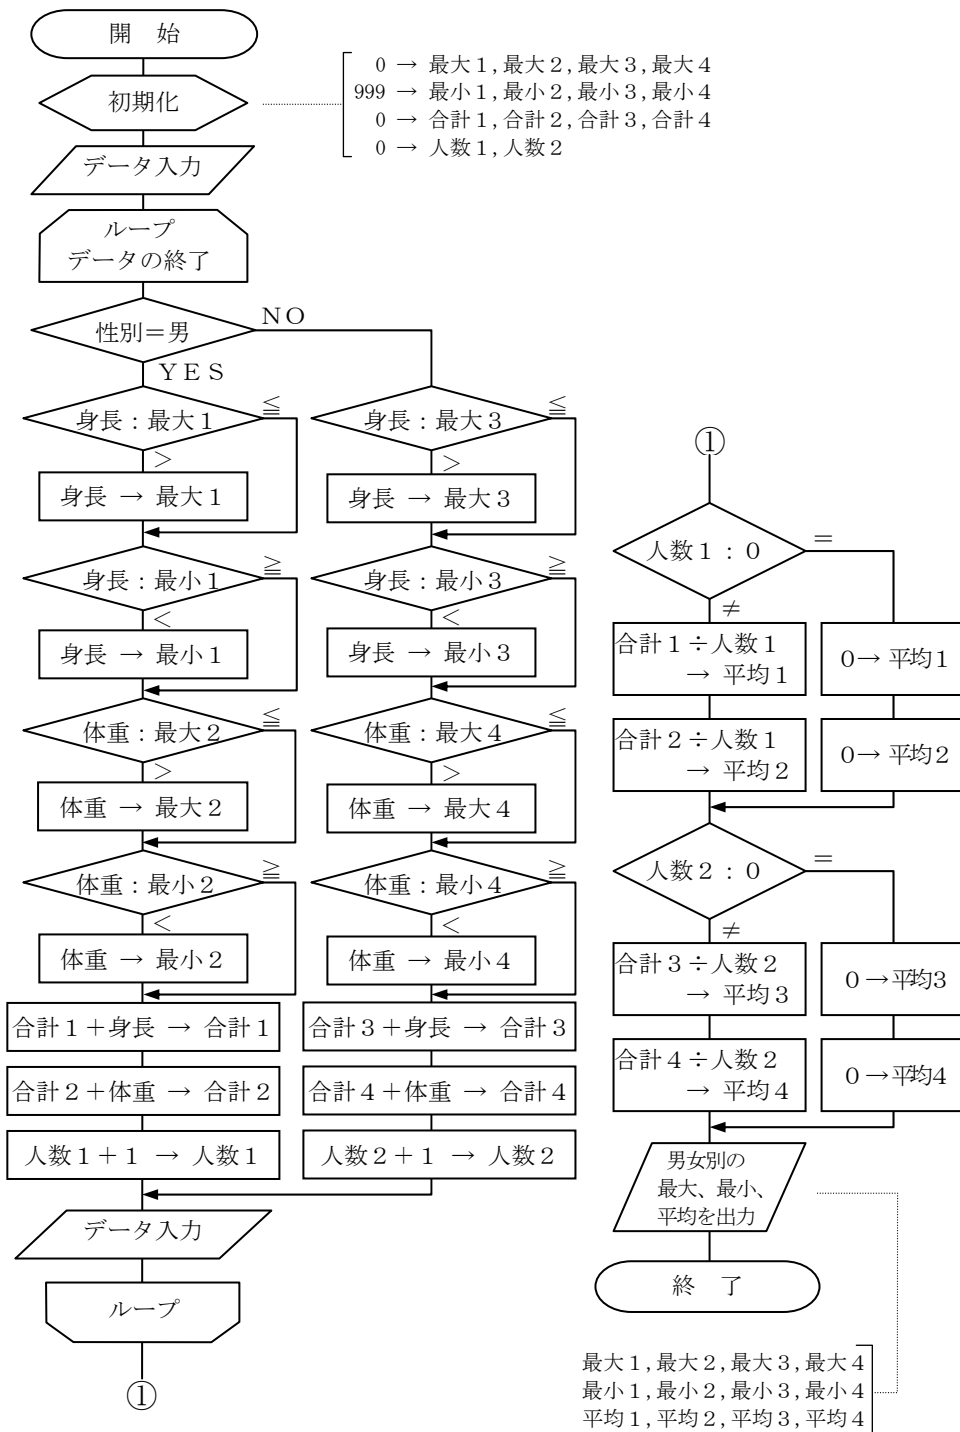 開　始
初期化
0 → 最大１,最大２,最大３,最大４
999 → 最小１,最小２,最小３,最小４
0 → 合計１,合計２,合計３,合計４
0 → 人数１,人数２
データ入力
ループ
データの終了
性別＝男
ＮＯ
ＹＥＳ
身長：最大１
≦
＞
身長 → 最大１
身長：最小１
≧
＜
身長 → 最小１
体重：最大２
≦
＞
体重 → 最大２
体重：最小２
≧
＜
体重 → 最小２
合計１＋身長 → 合計１
合計２＋体重 → 合計２
人数１＋１ → 人数１
身長：最大３
≦
＞
身長 → 最大３
身長：最小３
≧
＜
身長 → 最小３
体重：最大４
≦
＞
体重 → 最大４
体重：最小４
≧
＜
体重 → 最小４
合計３＋身長 → 合計３
合計４＋体重 → 合計４
人数２＋１ → 人数２
データ入力
ループ
①
①
人数１：０
＝
≠
合計１÷人数１
→ 平均１
０→ 平均１
合計２÷人数１
→ 平均２
０→ 平均２
人数２：０
＝
≠
合計３÷人数２
→ 平均３
０→平均３
合計４÷人数２
→ 平均４
０→平均４
男女別の
最大、最小、
平均を出力
終　了
最大１,最大２,最大３,最大４
最小１,最小２,最小３,最小４
平均１,平均２,平均３,平均４